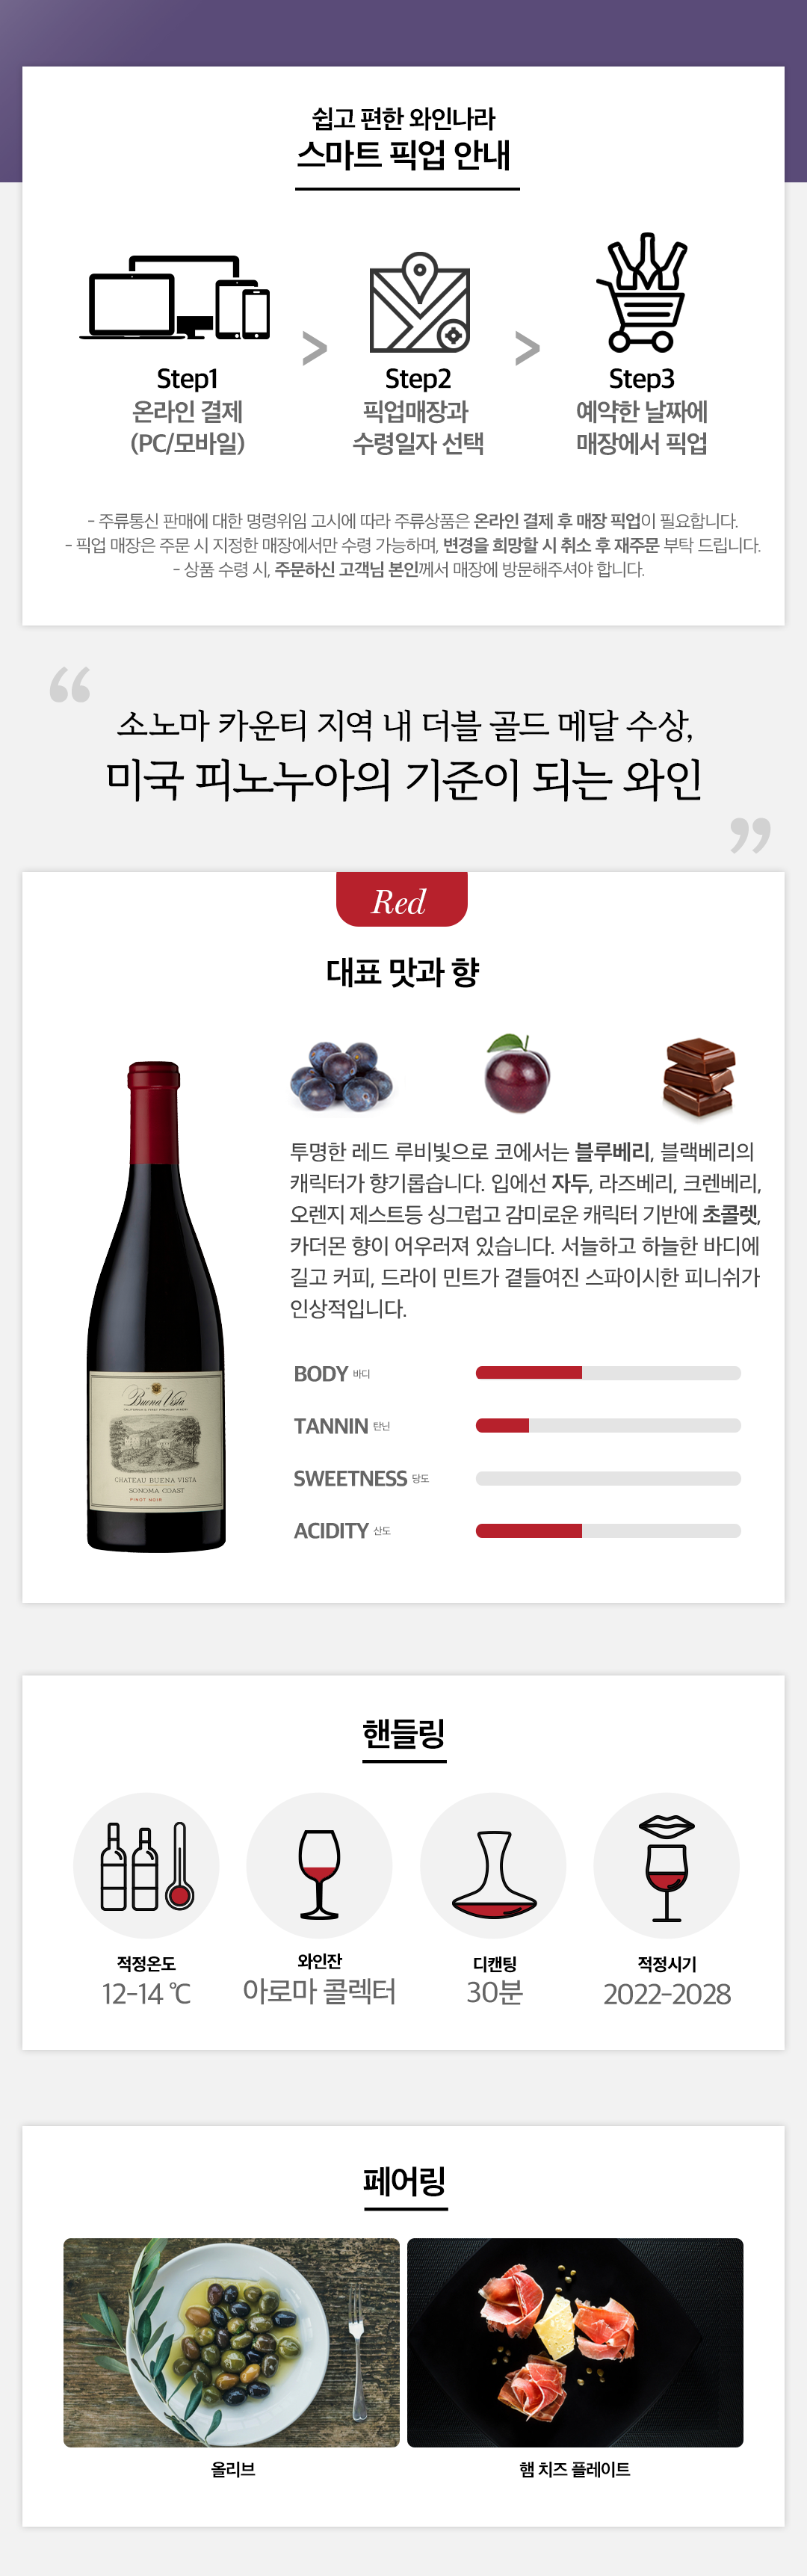 쉽고 편한 와인나라
스마트 픽업 안내
Step1
온라인 결제
(PC/모바일)
>
Step2
픽업매장과
수령일자 선택
>
Step3
예약한 날짜에
매장에서 픽업
- 주류통신 판매에 대한 명령위임 고시에 따라 주류상품은 온라인 결제 후 매장 픽업이 필요합니다.
- 픽업 매장은 주문 시 지정한 매장에서만 수령 가능하며, 변경을 희망할 시 취소 후 재주문 부탁 드립니다.
- 상품 수령 시, 주문하신 고객님 본인께서 매장에 방문해주셔야 합니다.
“
소노마 카운티 지역 내 더블 골드 메달 수상,
미국 피노누아의 기준이 되는 와인
”
Red
대표 맛과 향
투명한 레드 루비빛으로 코에서는 블루베리, 블랙베리의
캐릭터가 향기롭습니다. 입에선 자두, 라즈베리, 크렌베리,
오렌지 제스트등 싱그럽고 감미로운 캐릭터 기반에 초콜렛,
카더몬 향이 어우러져 있습니다. 서늘하고 하늘한 바디에
길고 커피, 드라이 민트가 곁들여진 스파이시한 피니쉬가
인상적입니다.
Buena Vista
CHATEAU BUENA VISTA
SONOMA COAST
PINOT NOIR
BODY 바디
TANNIN 탄닌
SWEETNESS 당도
ACIDITY 산도
핸들링
적정온도
12-14 ℃
와인잔
아로마 콜렉터
디캔팅
30분
적정시기
2022-2028
페어링
올리브
햄 치즈 플레이트